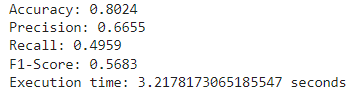 Accuracy: 0.8024
Precision: 0.6655
Recall: 0.4959
F1-Score: 0.5683
Execution time: 3.2178173065185547 seconds